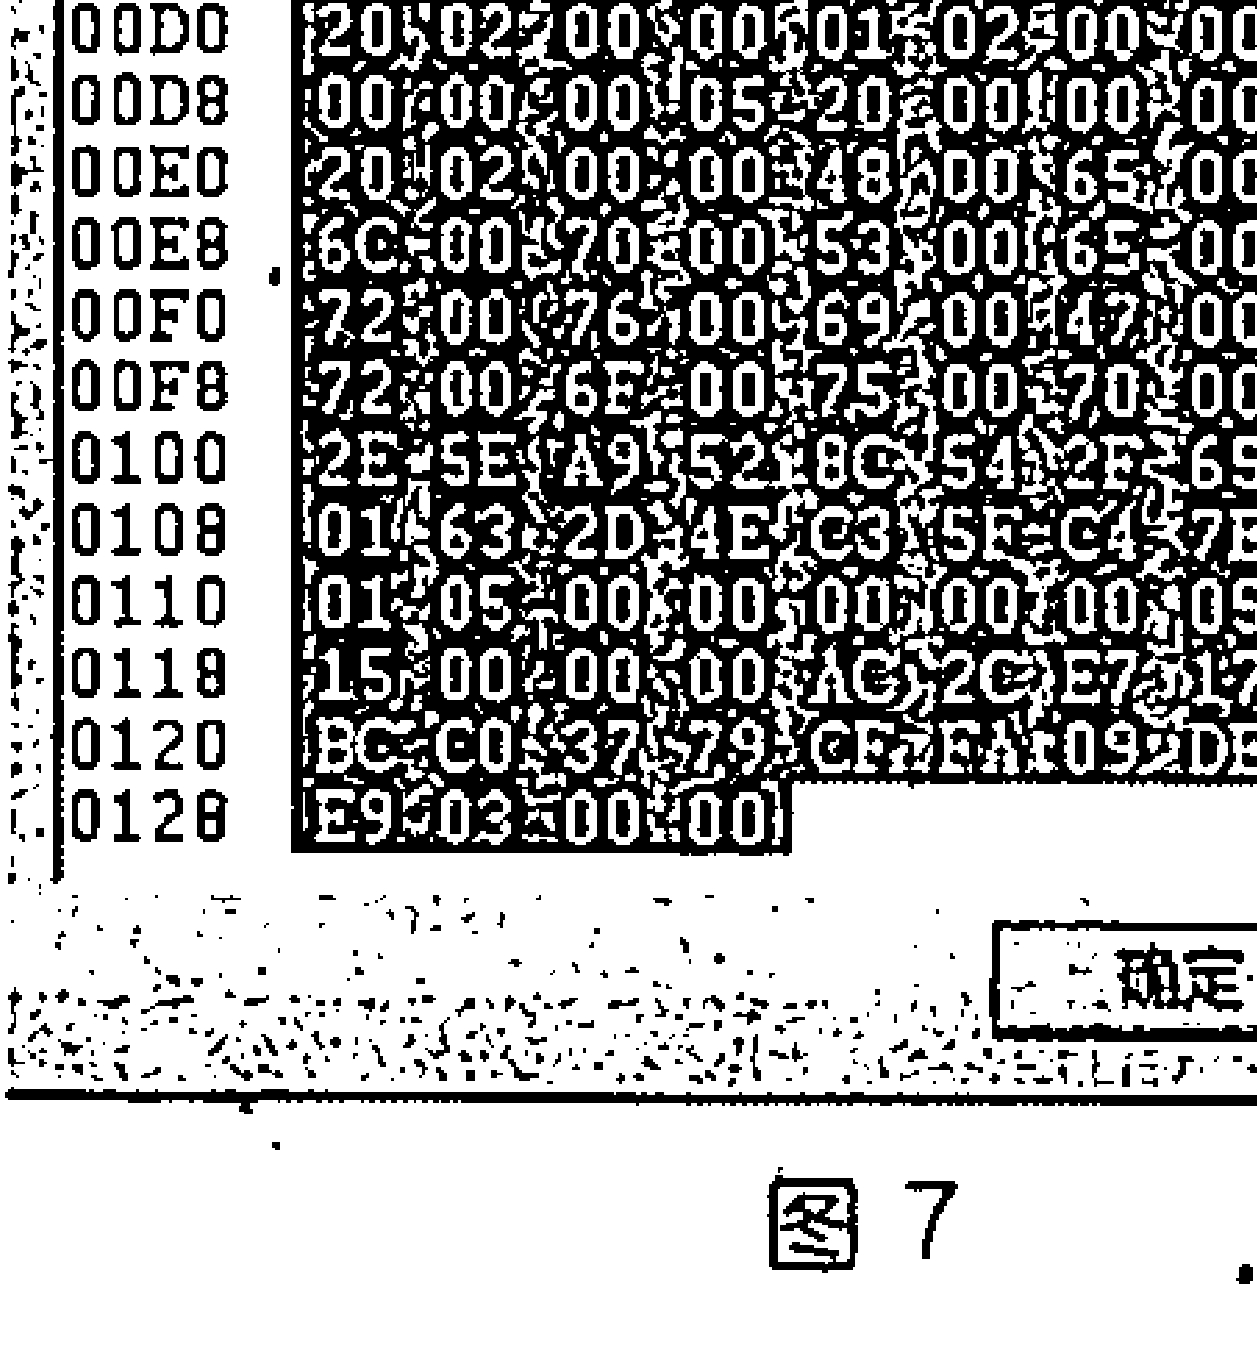 00D0 20 02 00 00 01 02 00 00
00D8 00 00 00 05 20 00 00 00
00E0 20 02 00 00 48 00 65 00
00E8 6C 00 70 00 53 00 65 00
00F0 72 00 76 00 69 00 47 00
00F8 72 00 6F 00 75 00 70 00
0100 2E 5E A9 52 8C 54 2F 65
0108 01 63 2D 4E C3 5F C4 7E
0110 01 05 00 00 00 00 00 05
0118 15 00 00 00 AC 2C E7 17
0120 BC C0 37 79 CF EA 09 DE
0128 E9 03 00 00
确定
图 7